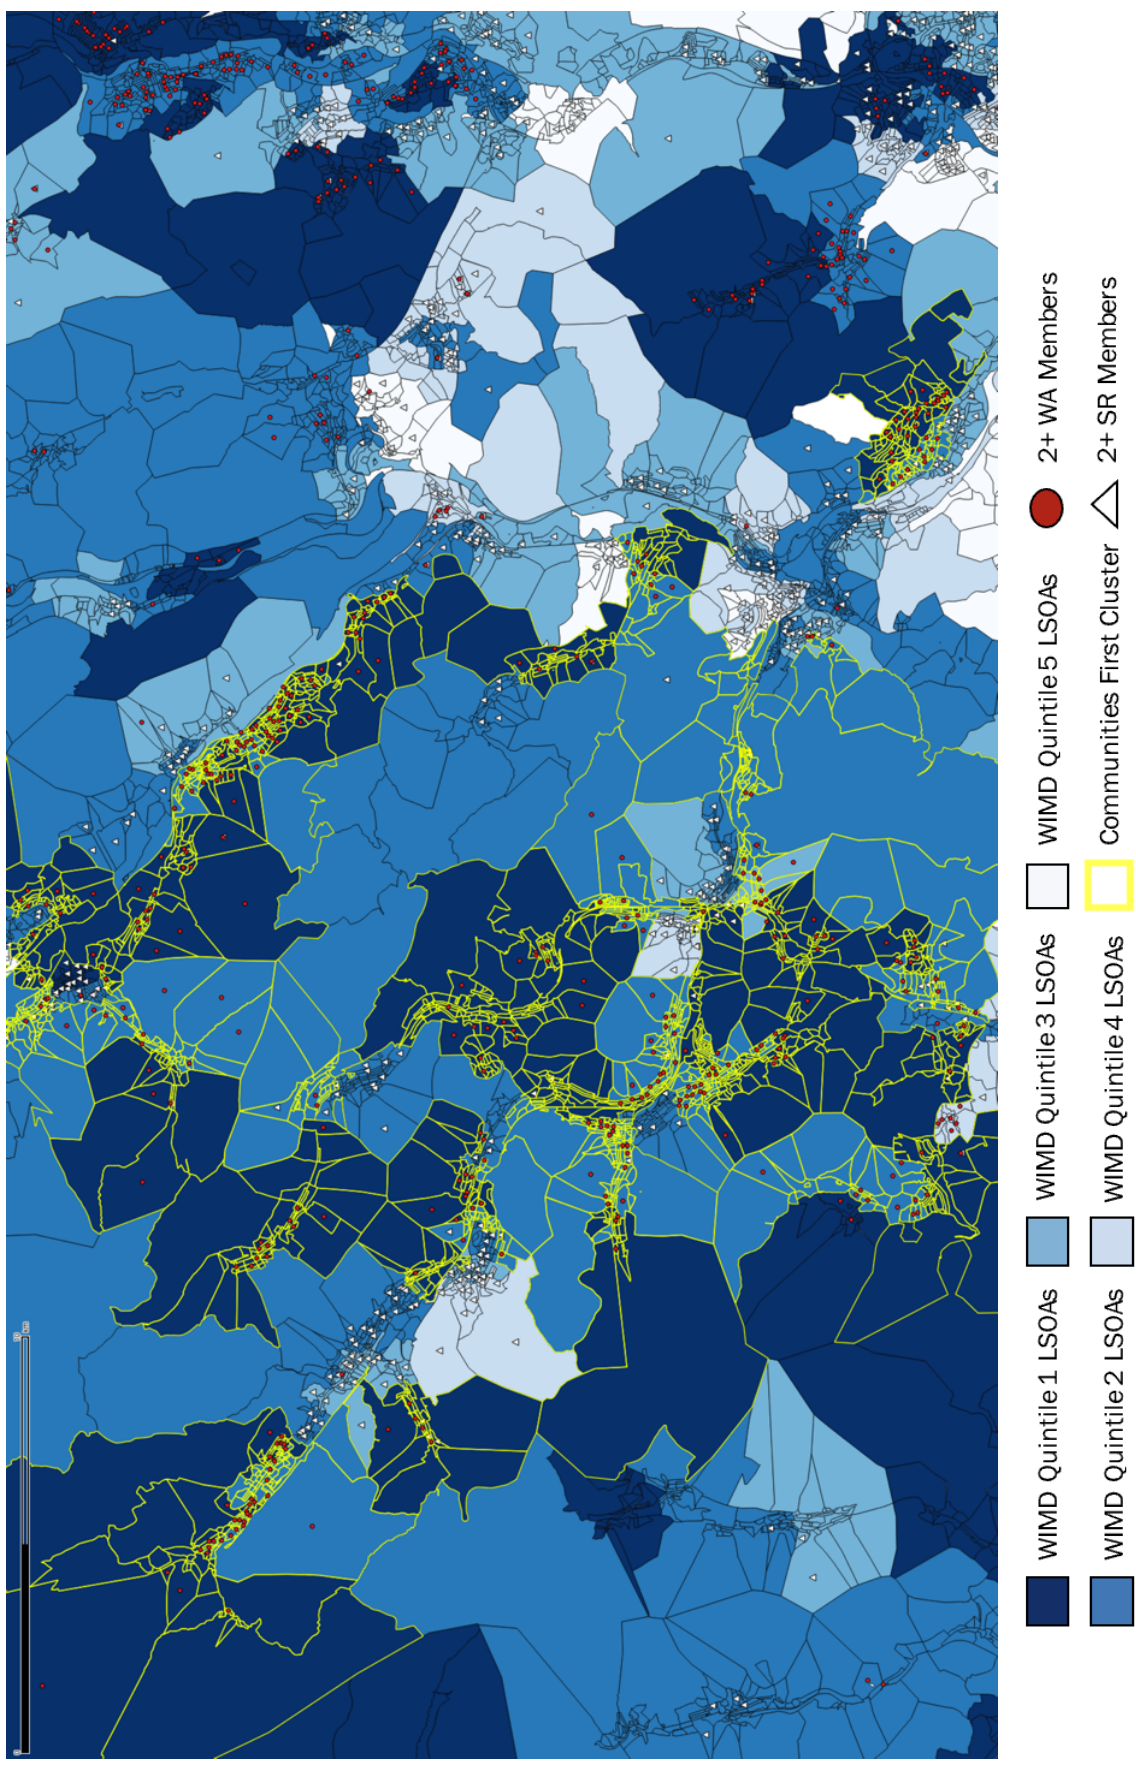 WIMD Quintile 1 LSOAs
WIMD Quintile 3 LSOAs
WIMD Quintile 5 LSOAs
2+ WA Members
WIMD Quintile 2 LSOAs
WIMD Quintile 4 LSOAs
Communities First Cluster
2+ SR Members